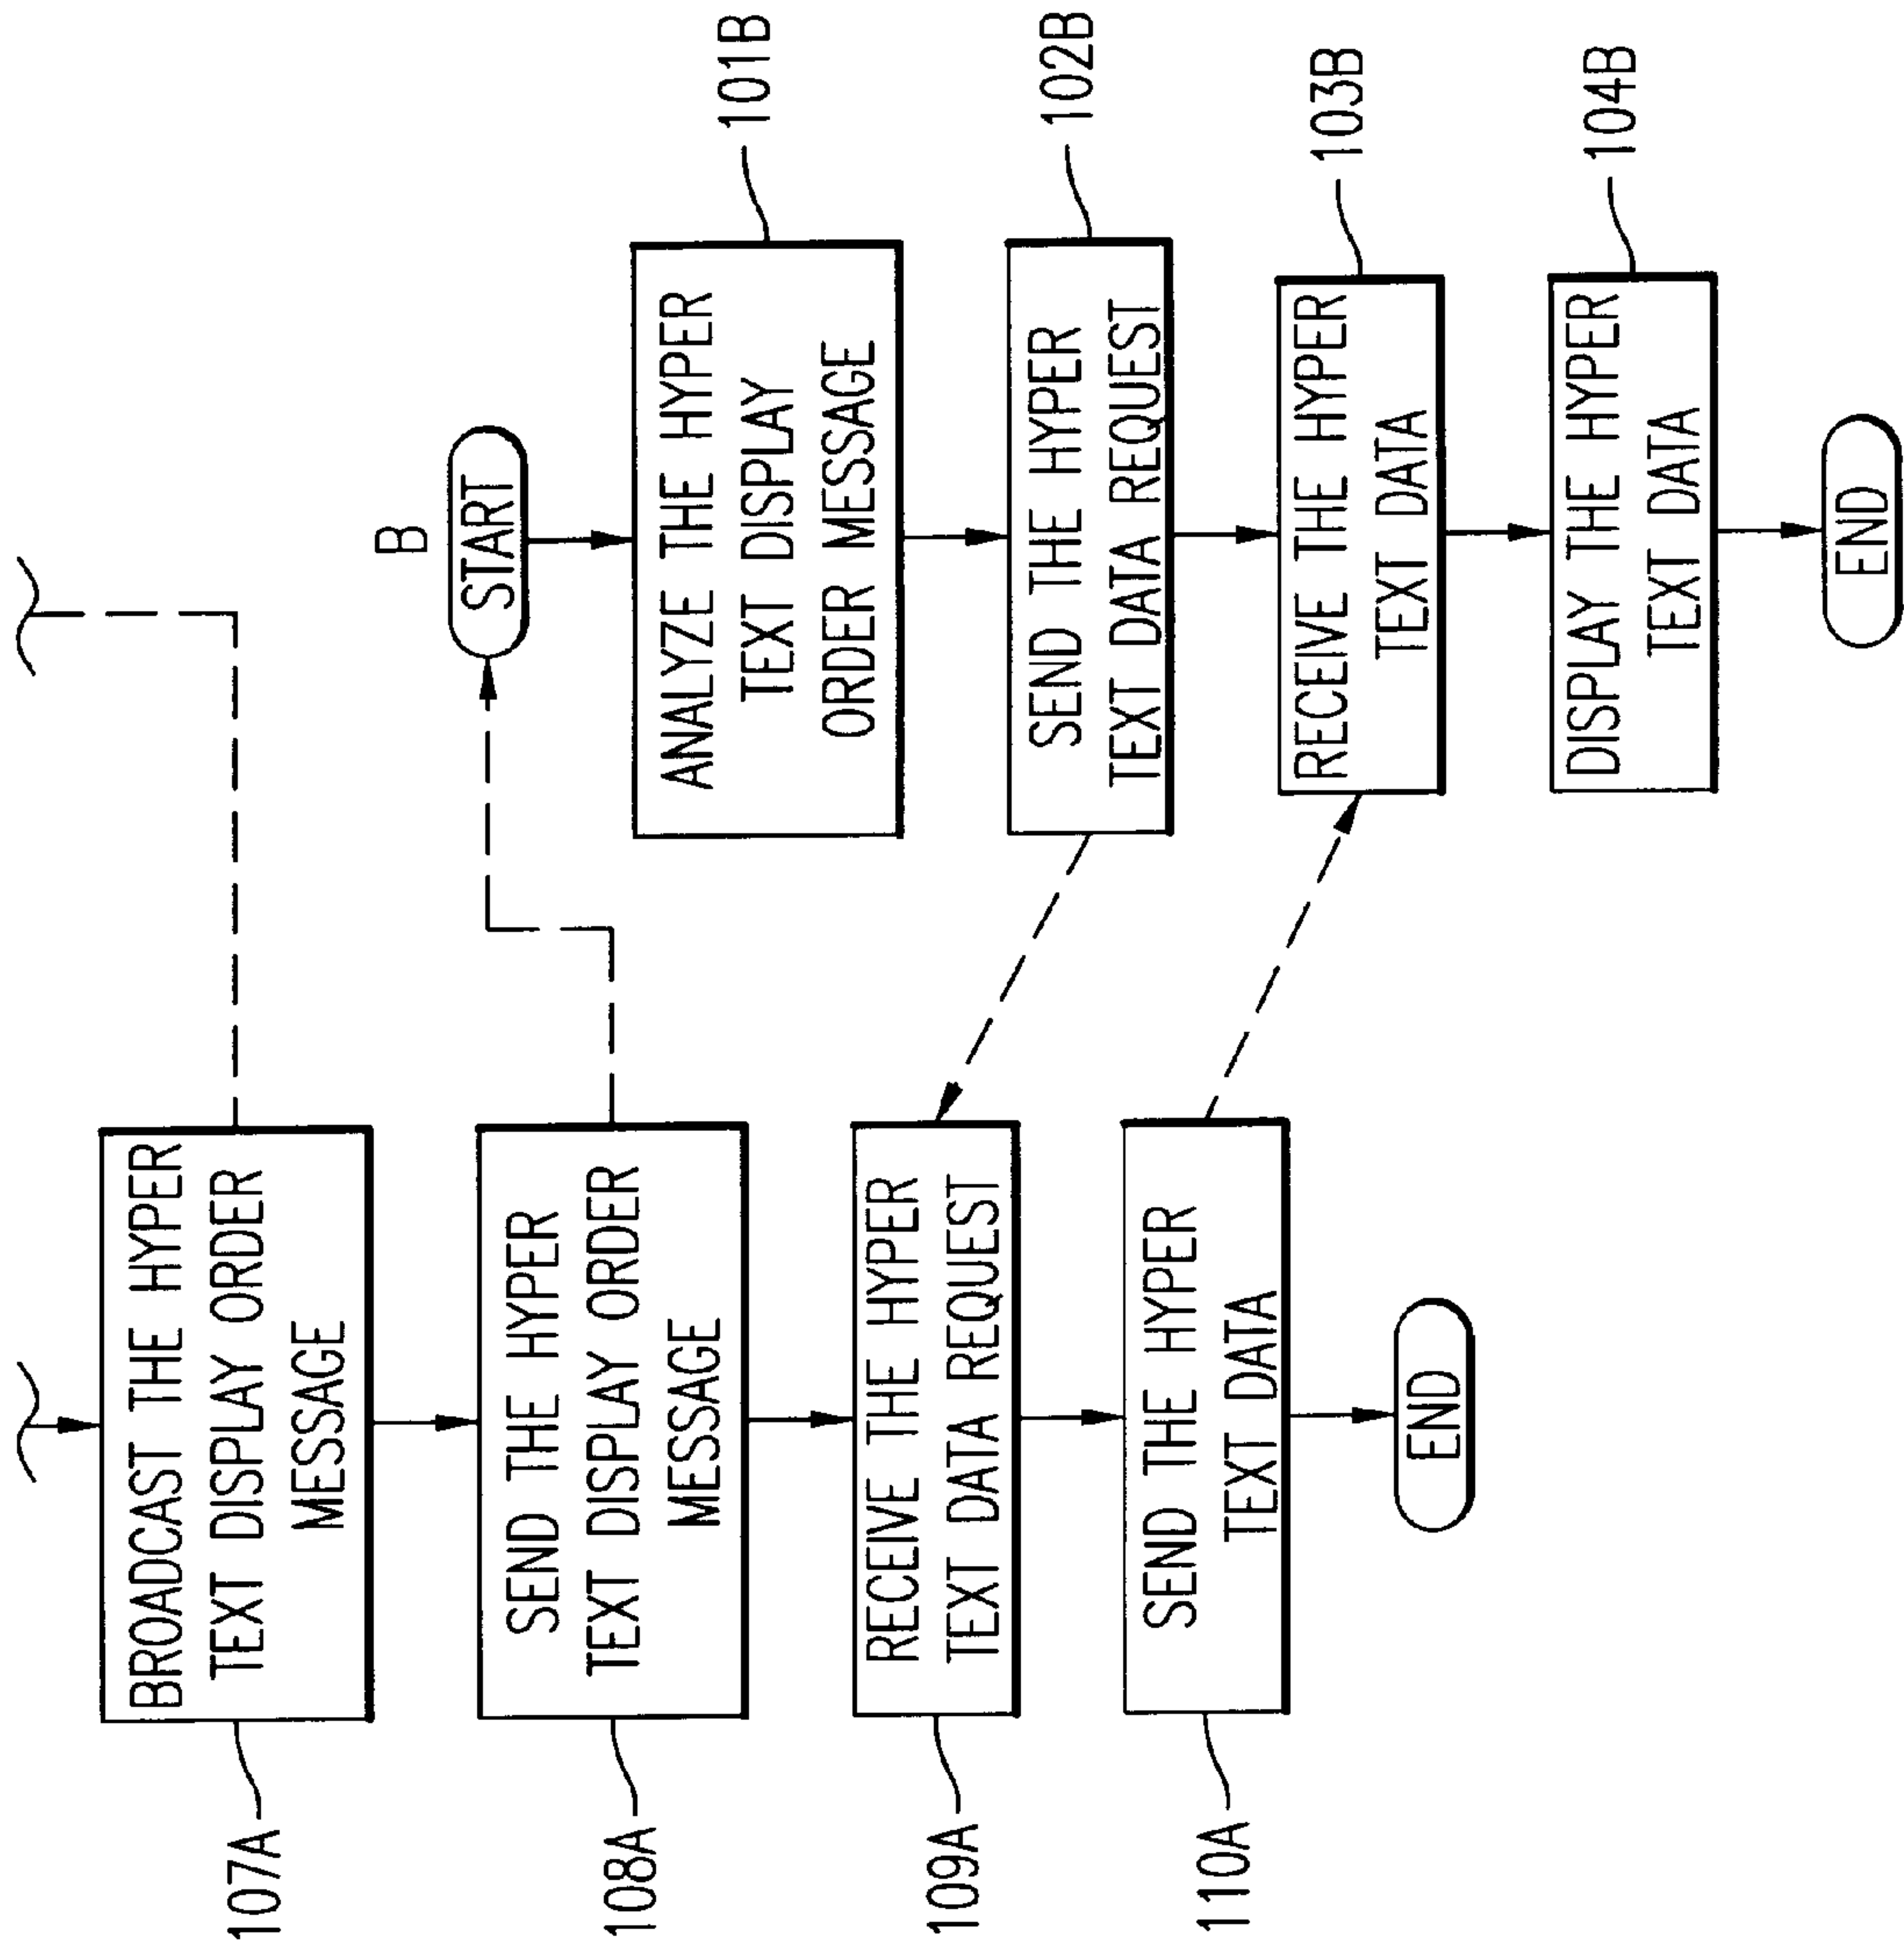 107A
BROADCAST THE HYPER
TEXT DISPLAY ORDER
MESSAGE
108A
SEND THE HYPER
TEXT DISPLAY ORDER
MESSAGE
109A
RECEIVE THE HYPER
TEXT DATA REQUEST
110A
SEND THE HYPER
TEXT DATA
END
B
START
ANALYZE THE HYPER
TEXT DISPLAY
ORDER MESSAGE
101B
SEND THE HYPER
TEXT DATA REQUEST
102B
RECEIVE THE HYPER
TEXT DATA
103B
DISPLAY THE HYPER
TEXT DATA
104B
END